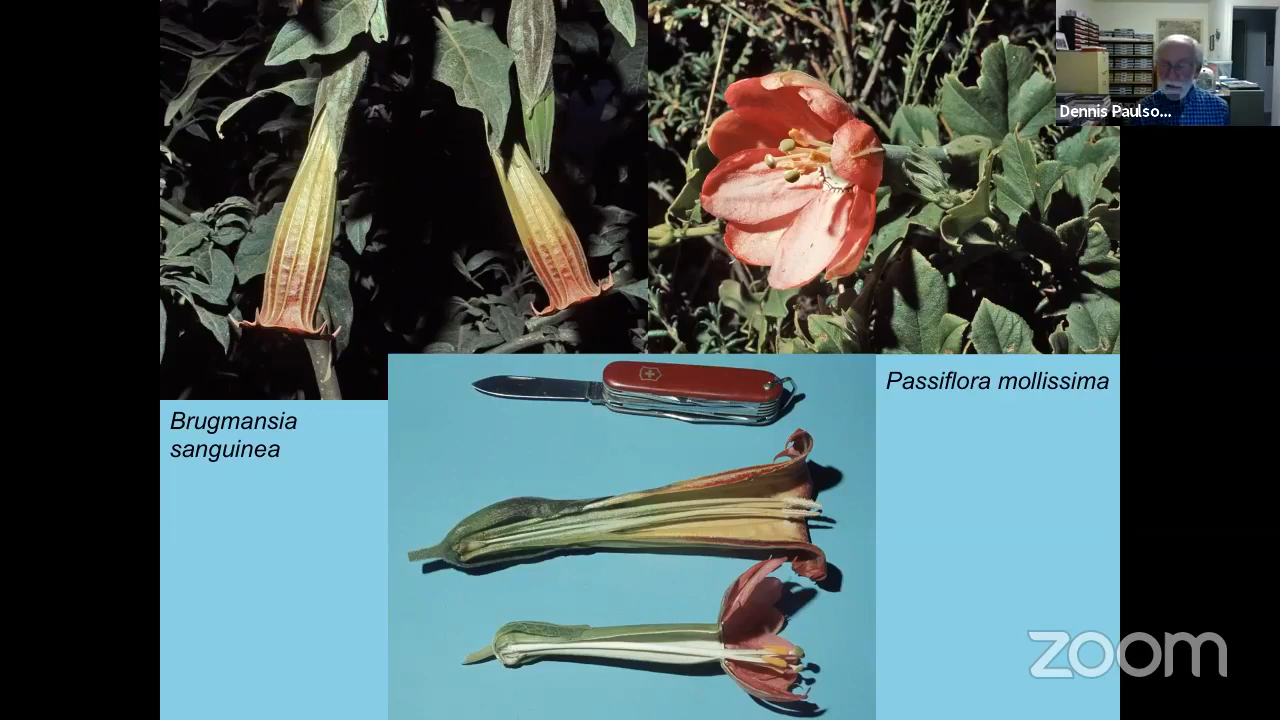 Dennis Paulso...
Passiflora mollissima
Brugmansia
sanguinea
zoom